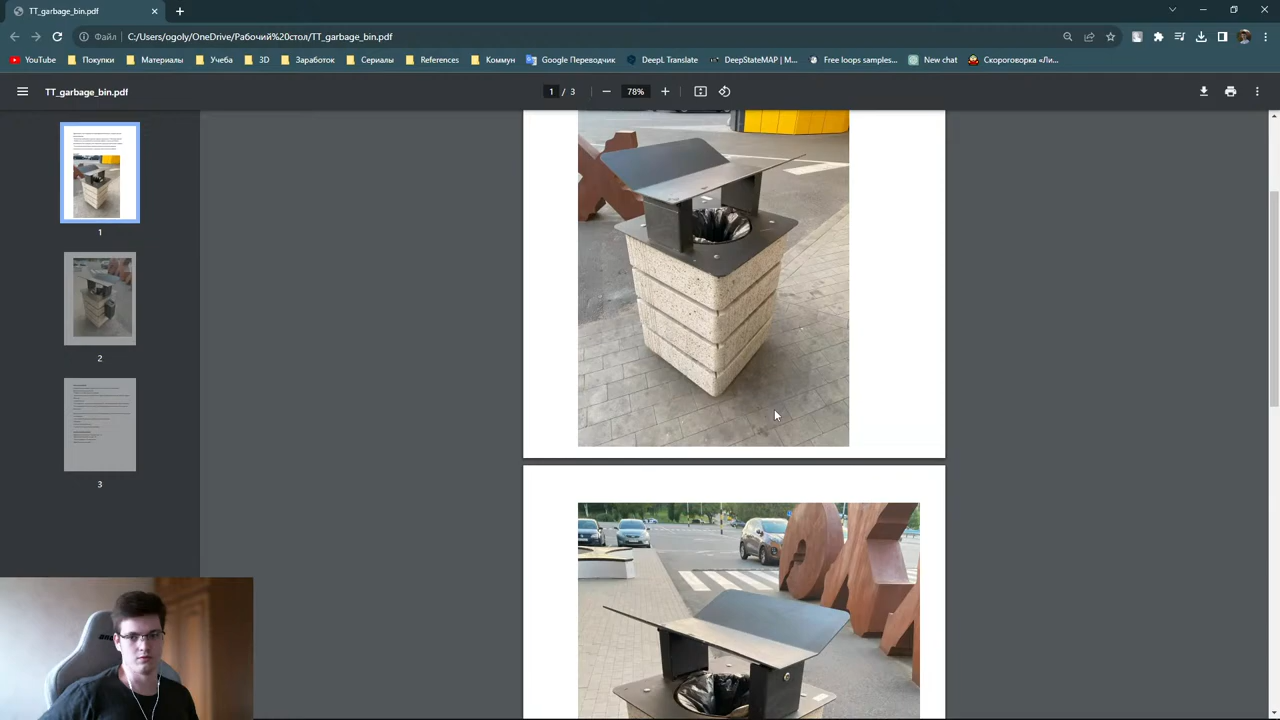 TT_garbage_bin.pdf
Файл C:/Users/ogoly/OneDrive/Рабочий%20стол/TT_garbage_bin.pdf
YouTube Покупки Материалы Учеба 3D Заработок Сериалы References Коммун Google Переводчик DeepL Translate DeepStateMAP | М... Free loops samples... New chat Скороговорка «Ли...
TT_garbage_bin.pdf 1 / 3 78%
1
2
3